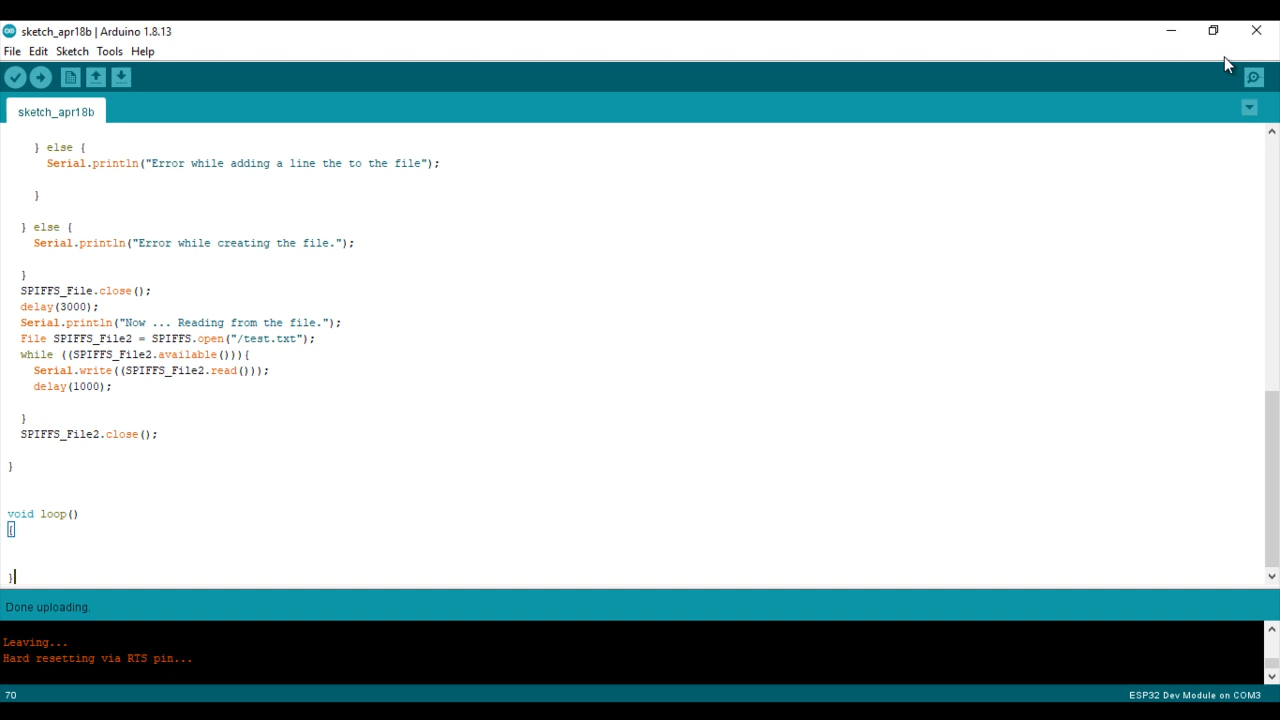 sketch_apr18b | Arduino 1.8.13
File Edit Sketch Tools Help
sketch_apr18b
} else {
Serial.println("Error while adding a line the to the file");
}
} else {
Serial.println("Error while creating the file.");
}
SPIFFS_File.close();
delay(3000);
Serial.println("Now ... Reading from the file.");
File SPIFFS_File2 = SPIFFS.open("/test.txt");
while ((SPIFFS_File2.available())){
Serial.write((SPIFFS_File2.read()));
delay(1000);
}
SPIFFS_File2.close();
}
void loop()
{
}
Done uploading.
Leaving...
Hard resetting via RTS pin...
70 ESP32 Dev Module on COM3